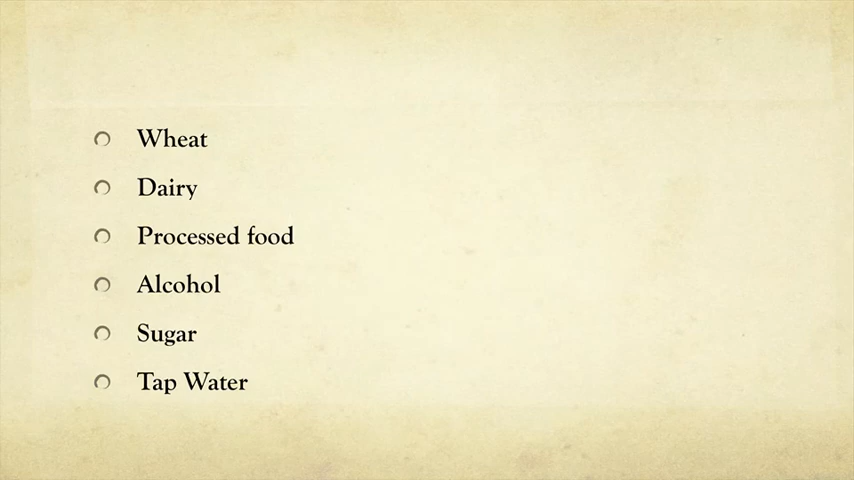 Wheat
Dairy
Processed food
Alcohol
Sugar
Tap Water